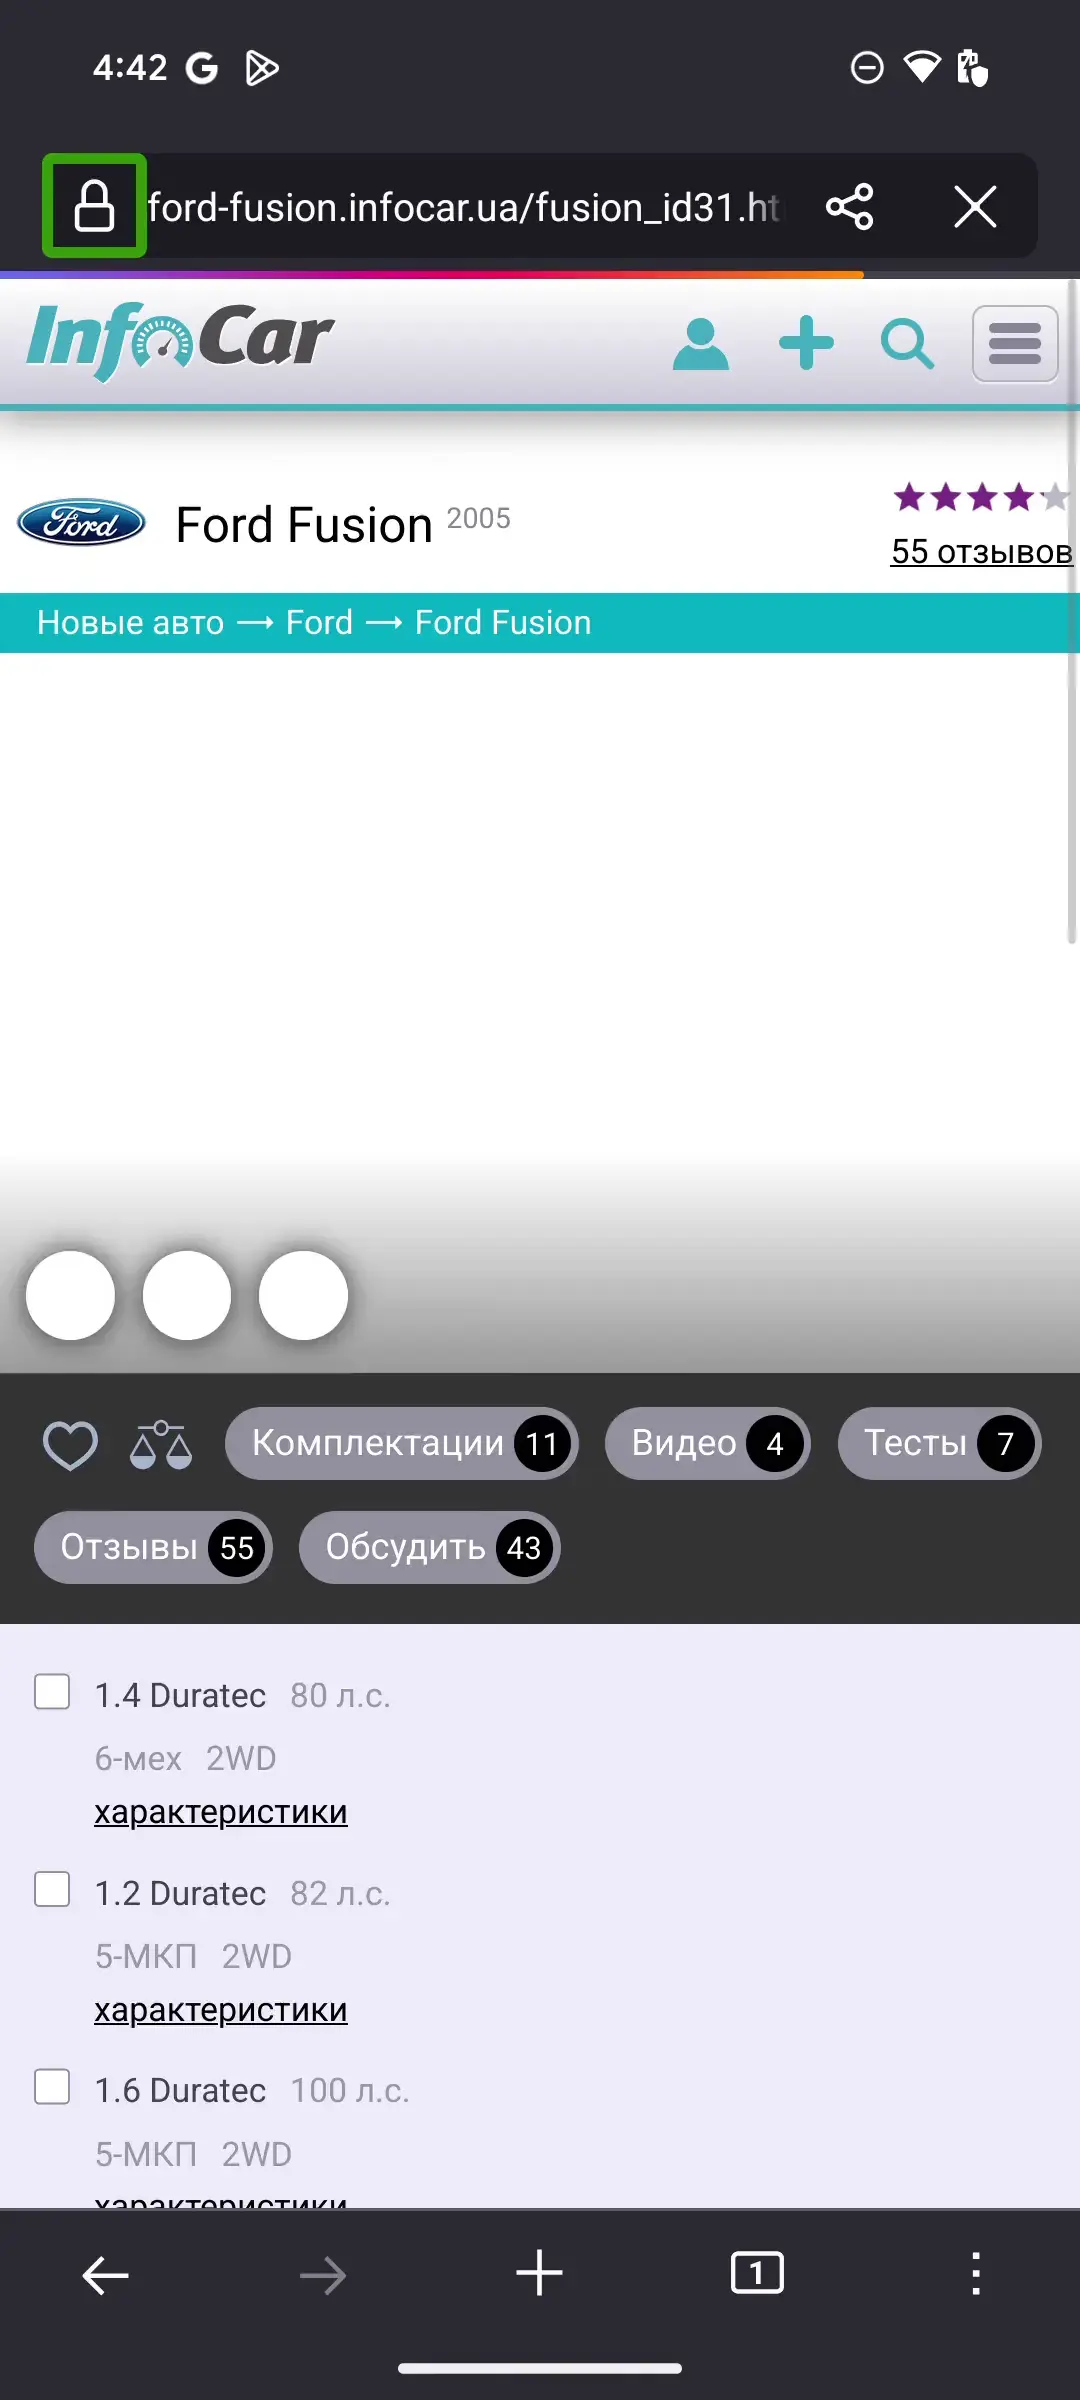 4:42
ford-fusion.infocar.ua/fusion_id31.ht
InfoCar
Ford
Ford Fusion 2005
55 отзывов
Новые авто → Ford → Ford Fusion
Комплектации 11 Видео 4 Тесты 7
Отзывы 55 Обсудить 43
1.4 Duratec 80 л.с.
6-мех 2WD
характеристики
1.2 Duratec 82 л.с.
5-МКП 2WD
характеристики
1.6 Duratec 100 л.с.
5-МКП 2WD
характеристики
1